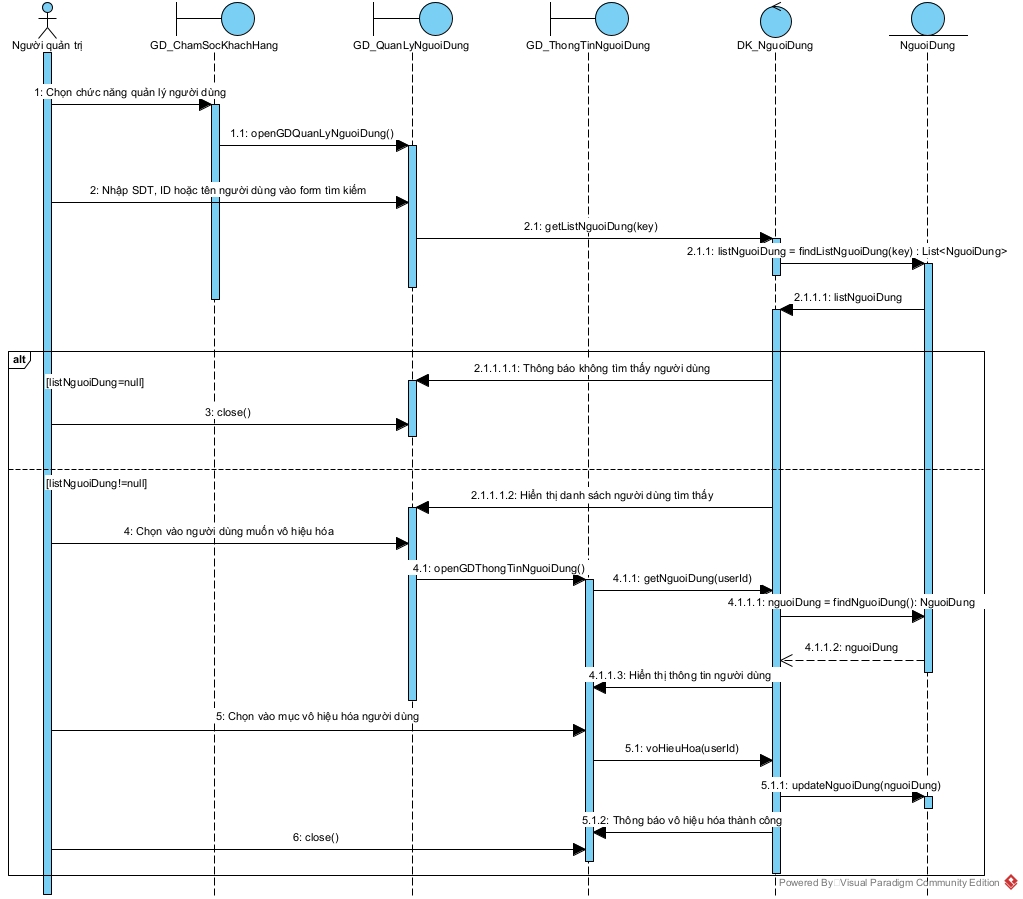 Người quản trị
GD_ChamSocKhachHang
GD_QuanLyNguoiDung
GD_ThongTinNguoiDung
DK_NguoiDung
NguoiDung
1: Chọn chức năng quản lý người dùng
1.1: openGDQuanLyNguoiDung()
2: Nhập SDT, ID hoặc tên người dùng vào form tìm kiếm
2.1: getListNguoiDung(key)
2.1.1: listNguoiDung = findListNguoiDung(key) : List<NguoiDung>
2.1.1.1: listNguoiDung
alt
[listNguoiDung=null]
2.1.1.1.1: Thông báo không tìm thấy người dùng
3: close()
[listNguoiDung!=null]
2.1.1.1.2: Hiển thị danh sách người dùng tìm thấy
4: Chọn vào người dùng muốn vô hiệu hóa
4.1: openGDThongTinNguoiDung()
4.1.1: getNguoiDung(userId)
4.1.1.1: nguoiDung = findNguoiDung(): NguoiDung
4.1.1.2: nguoiDung
4.1.1.3: Hiển thị thông tin người dùng
5: Chọn vào mục vô hiệu hóa người dùng
5.1: voHieuHoa(userId)
5.1.1: updateNguoiDung(nguoiDung)
5.1.2: Thông báo vô hiệu hóa thành công
6: close()
Powered By Visual Paradigm Community Edition